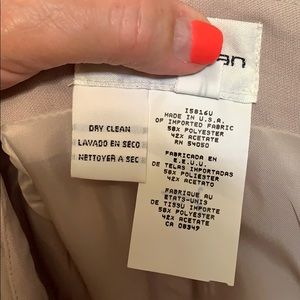 an
DRY CLEAN
LAVADO EN SECO
NETTOYER A SEC
I5816U
MADE IN U.S.A.
OF IMPORTED FABRIC
58% POLYESTER
42% ACETATE
RN 54050
FABRICADA EN
E.E.U.U.
DE TELAS IMPORTADAS
58% POLIESTER
42% ACETATO
FABRIQUE AU
ETATS-UNIS
DE TISSU IMPORTE
58% POLYESTER
42% ACETATE
CA 08349